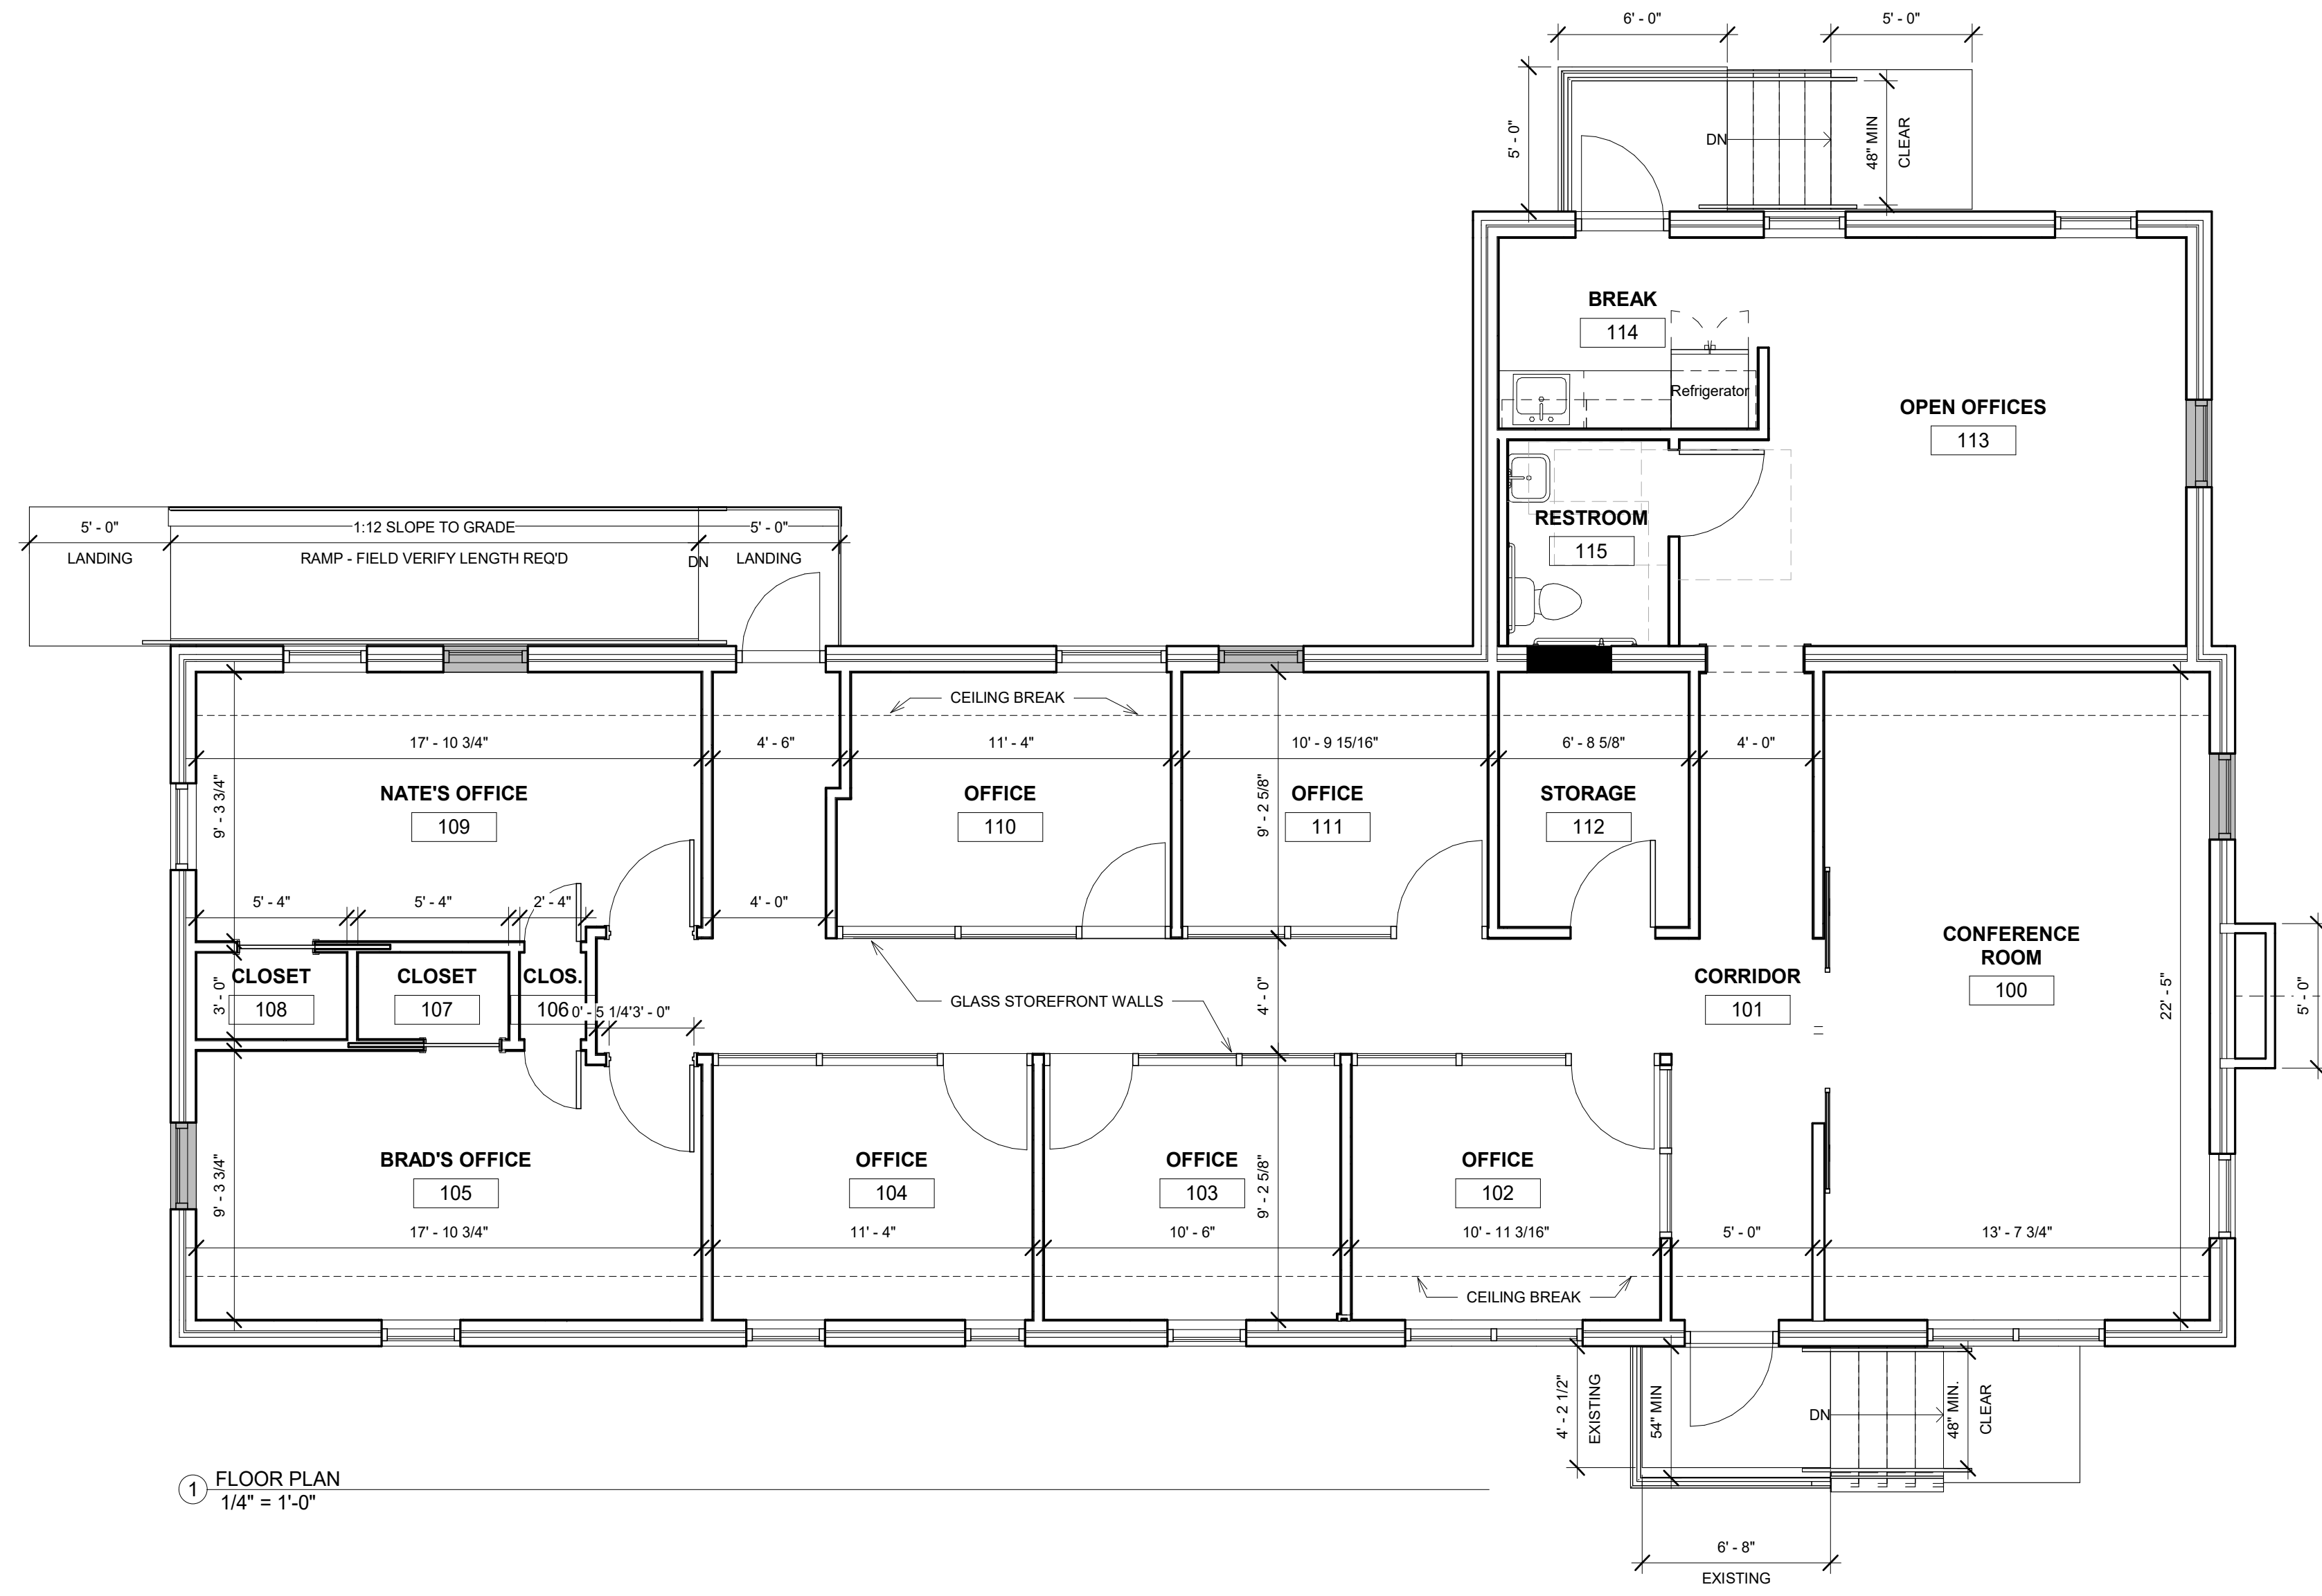 6' - 0"
5' - 0"
5' - 0"
DN
48" MIN
CLEAR
BREAK
114
Refrigerator
OPEN OFFICES
113
RESTROOM
115
5' - 0"
LANDING
1:12 SLOPE TO GRADE
RAMP - FIELD VERIFY LENGTH REQ'D
DN
5' - 0"
LANDING
CEILING BREAK
17' - 10 3/4"
4' - 6"
11' - 4"
10' - 9 15/16"
6' - 8 5/8"
4' - 0"
9' - 3 3/4"
NATE'S OFFICE
109
OFFICE
110
9' - 2 5/8"
OFFICE
111
STORAGE
112
5' - 4"
5' - 4"
2' - 4"
4' - 0"
CONFERENCE
ROOM
100
3' - 0"
CLOSET
108
CLOSET
107
CLOS.
106
0' - 5 1/4"
3' - 0"
GLASS STOREFRONT WALLS
4' - 0"
CORRIDOR
101
22' - 5"
5' - 0"
9' - 3 3/4"
BRAD'S OFFICE
105
OFFICE
104
OFFICE
103
9' - 2 5/8"
OFFICE
102
17' - 10 3/4"
11' - 4"
10' - 6"
10' - 11 3/16"
5' - 0"
13' - 7 3/4"
CEILING BREAK
4' - 2 1/2"
EXISTING
54" MIN
DN
48" MIN.
CLEAR
1
FLOOR PLAN
1/4" = 1'-0"
6' - 8"
EXISTING